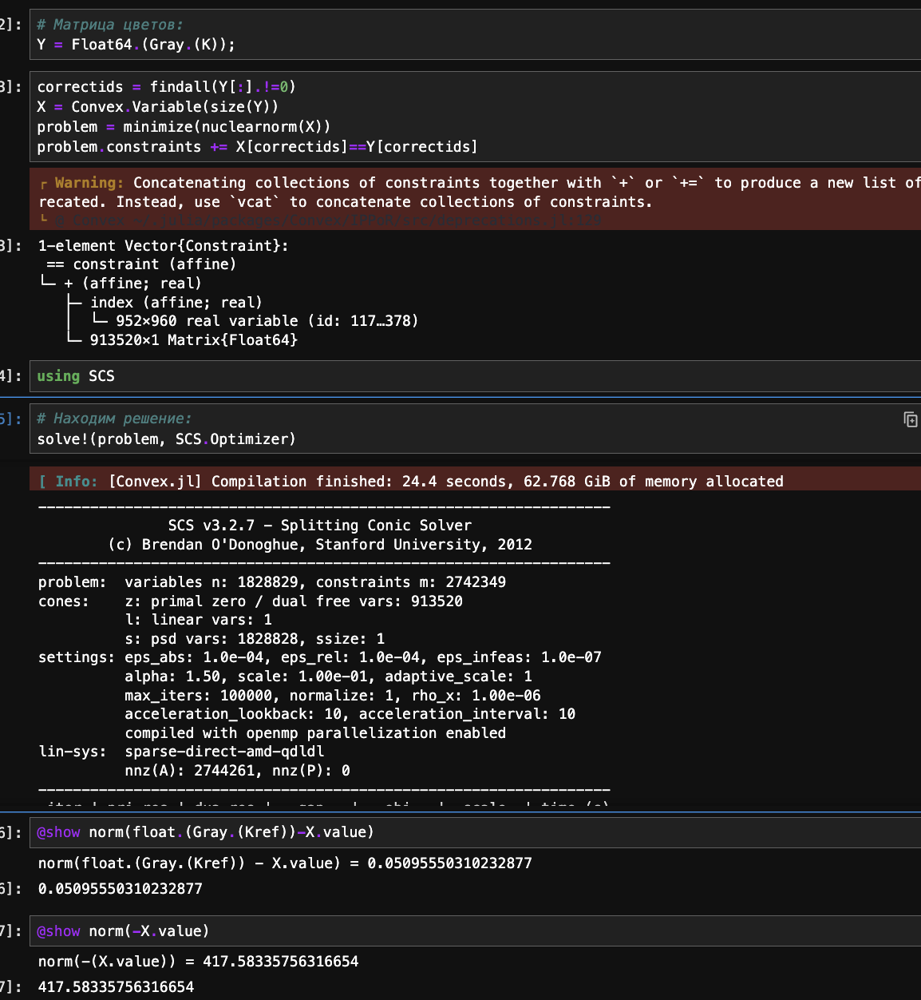 2]:
# Матрица цветов:
Y = Float64.(Gray.(K));
3]:
correctids = findall(Y[:].!=0)
X = Convex.Variable(size(Y))
problem = minimize(nuclearnorm(X))
problem.constraints += X[correctids]==Y[correctids]
┌ Warning: Concatenating collections of constraints together with `+` or `+=` to produce a new list of
recated. Instead, use `vcat` to concatenate collections of constraints.
└ @ Convex ~/.julia/packages/Convex/
3]:
1-element Vector{Constraint}:
== constraint (affine)
└─ + (affine; real)
├─ index (affine; real)
│ └─ 952×960 real variable (id: 117…378)
└─ 913520×1 Matrix{Float64}
4]:
using SCS
5]:
# Находим решение:
solve!(problem, SCS.Optimizer)
[ Info: [Convex.jl] Compilation finished: 24.4 seconds, 62.768 GiB of memory allocated
------------------------------------------------------------------
SCS v3.2.7 - Splitting Conic Solver
(c) Brendan O'Donoghue, Stanford University, 2012
------------------------------------------------------------------
problem: variables n: 1828829, constraints m: 2742349
cones: z: primal zero / dual free vars: 913520
l: linear vars: 1
s: psd vars: 1828828, ssize: 1
settings: eps_abs: 1.0e-04, eps_rel: 1.0e-04, eps_infeas: 1.0e-07
alpha: 1.50, scale: 1.00e-01, adaptive_scale: 1
max_iters: 100000, normalize: 1, rho_x: 1.00e-06
acceleration_lookback: 10, acceleration_interval: 10
compiled with openmp parallelization enabled
lin-sys: sparse-direct-amd-qdldl
nnz(A): 2744261, nnz(P): 0
------------------------------------------------------------------
6]:
@show norm(float.(Gray.(Kref))-X.value)
norm(float.(Gray.(Kref)) - X.value) = 0.05095550310232877
6]:
0.05095550310232877
7]:
@show norm(-X.value)
norm(-(X.value)) = 417.58335756316654
7]:
417.58335756316654